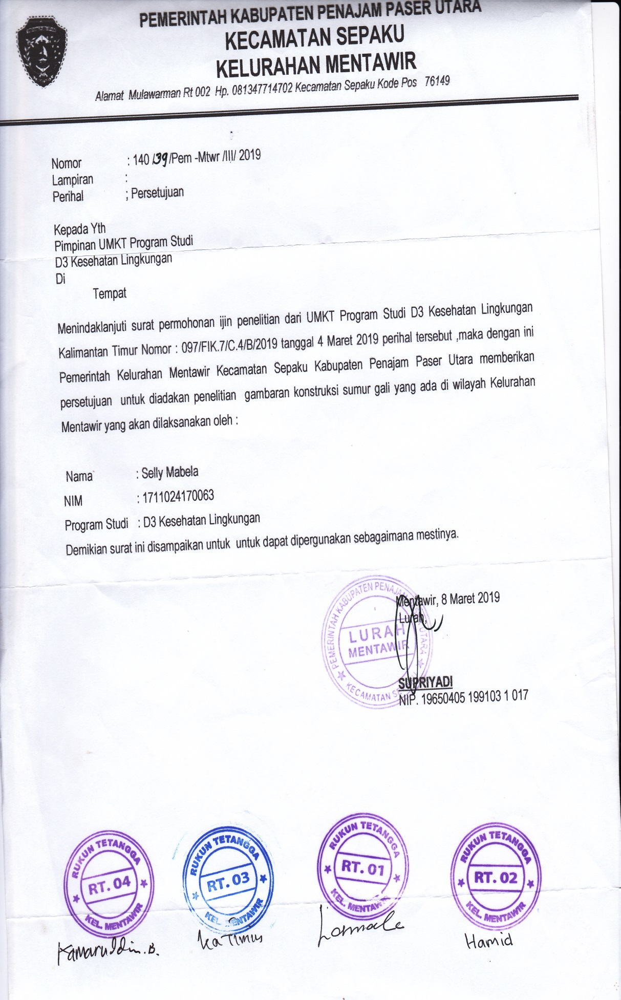 PEMERINTAH KABUPATEN PENAJAM PASER UTARA
KECAMATAN SEPAKU
KELURAHAN MENTAWIR
Alamat Mulawarman Rt 002 Hp. 081347714702 Kecamatan Sepaku Kode Pos 76149
Nomor : 140 /39/Pem -Mtwr /III/ 2019
Lampiran :
Perihal ; Persetujuan
Kepada Yth
Pimpinan UMKT Program Studi
D3 Kesehatan Lingkungan
Di
Tempat
Menindaklanjuti surat permohonan ijin penelitian dari UMKT Program Studi D3 Kesehatan Lingkungan
Kalimantan Timur Nomor : 097/FIK.7/C.4/B/2019 tanggal 4 Maret 2019 perihal tersebut ,maka dengan ini
Pemerintah Kelurahan Mentawir Kecamatan Sepaku Kabupaten Penajam Paser Utara memberikan
persetujuan untuk diadakan penelitian gambaran konstruksi sumur gali yang ada di wilayah Kelurahan
Mentawir yang akan dilaksanakan oleh :
Nama : Selly Mabela
NIM : 1711024170063
Program Studi : D3 Kesehatan Lingkungan
Demikian surat ini disampaikan untuk untuk dapat dipergunakan sebagaimana mestinya.
Mentawir, 8 Maret 2019
Lurah,
PEMERINTAH KABUPATEN PENAJAM UTARA
LURAH
MENTAWIR
KECAMATAN
SUPRIYADI
NIP. 19650405 199103 1 017
RUKUN TETANGGA
RT. 04
KEL. MENTAWIR
RUKUN TETANGGA
RT. 03
KEL. MENTAWIR
RUKUN TETANGGA
RT. 01
KEL. MENTAWIR
RUKUN TETANGGA
RT. 02
KEL. MENTAWIR
Kamaruddin.B.
Hamid